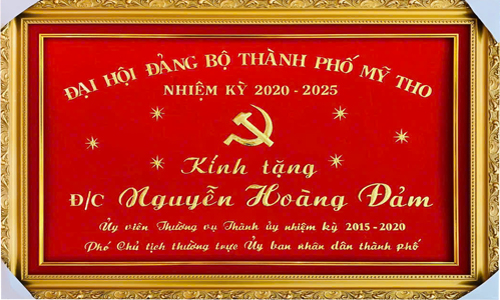 ĐẠI HỘI ĐẢNG BỘ THÀNH PHỐ MỸ THO
NHIỆM KỲ 2020 - 2025
Kính tặng
Đ/C Nguyễn Hoàng Đảm
Ủy viên Thường vụ Thành ủy nhiệm kỳ 2015 - 2020
Phó Chủ tịch thường trực Ủy ban nhân dân thành phố